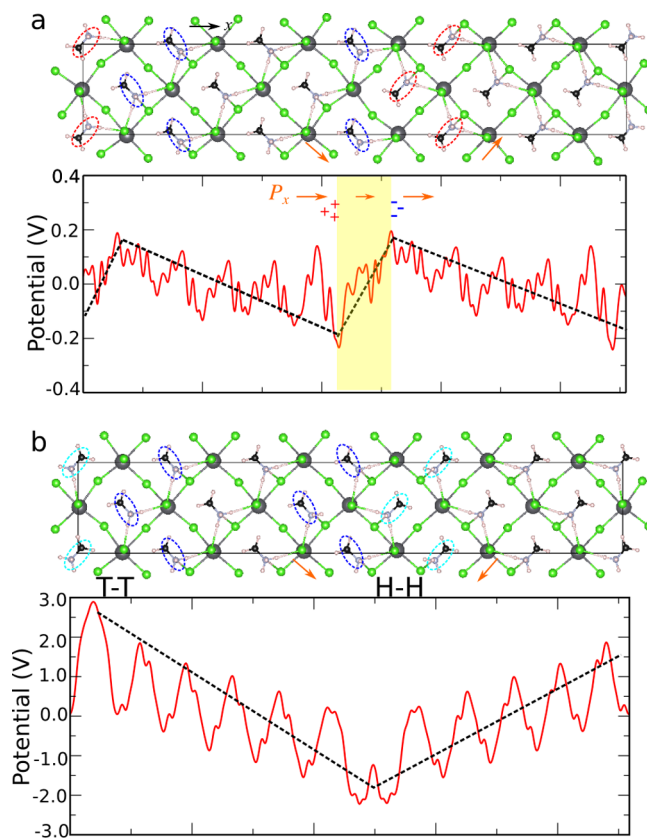 a
x
0.4
0.2
0.0
-0.2
-0.4
Potential (V)
Pₓ
+
+
+
-
-
-
b
T-T
H-H
3.0
2.0
1.0
0.0
-1.0
-2.0
-3.0
Potential (V)